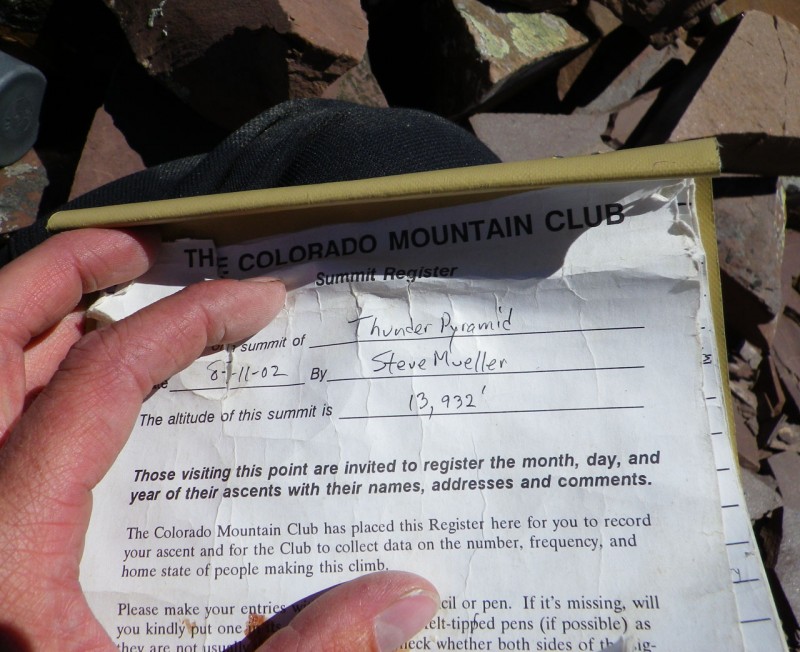 THE COLORADO MOUNTAIN CLUB
Summit Register
summit of Thunder Pyramid
8-11-02 By Steve Mueller
The altitude of this summit is 13,932'
Those visiting this point are invited to register the month, day, and
year of their ascents with their names, addresses and comments.
The Colorado Mountain Club has placed this Register here for you to record
your ascent and for the Club to collect data on the number, frequency, and
home state of people making this climb.
Please make your entries or pen. If it's missing, will
you kindly put one pens (if possible) as
they are not whether both sides of